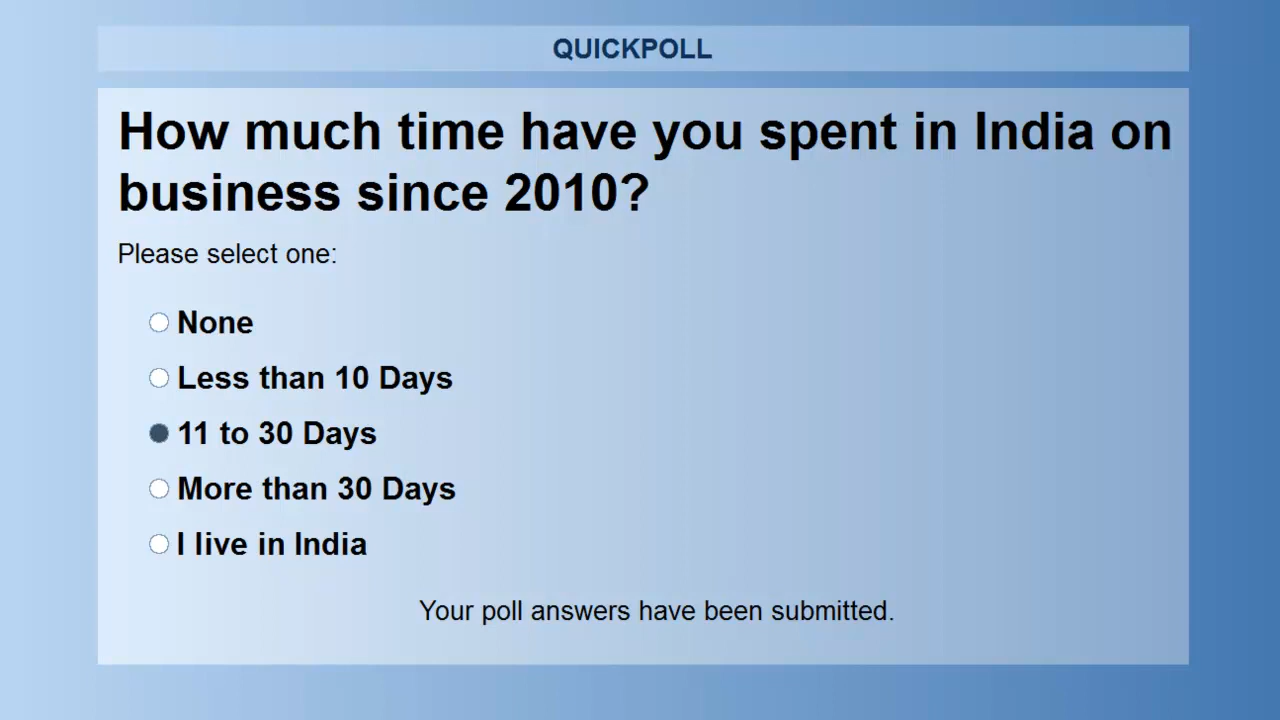 QUICKPOLL
How much time have you spent in India on
business since 2010?
Please select one:
None
Less than 10 Days
11 to 30 Days
More than 30 Days
I live in India
Your poll answers have been submitted.